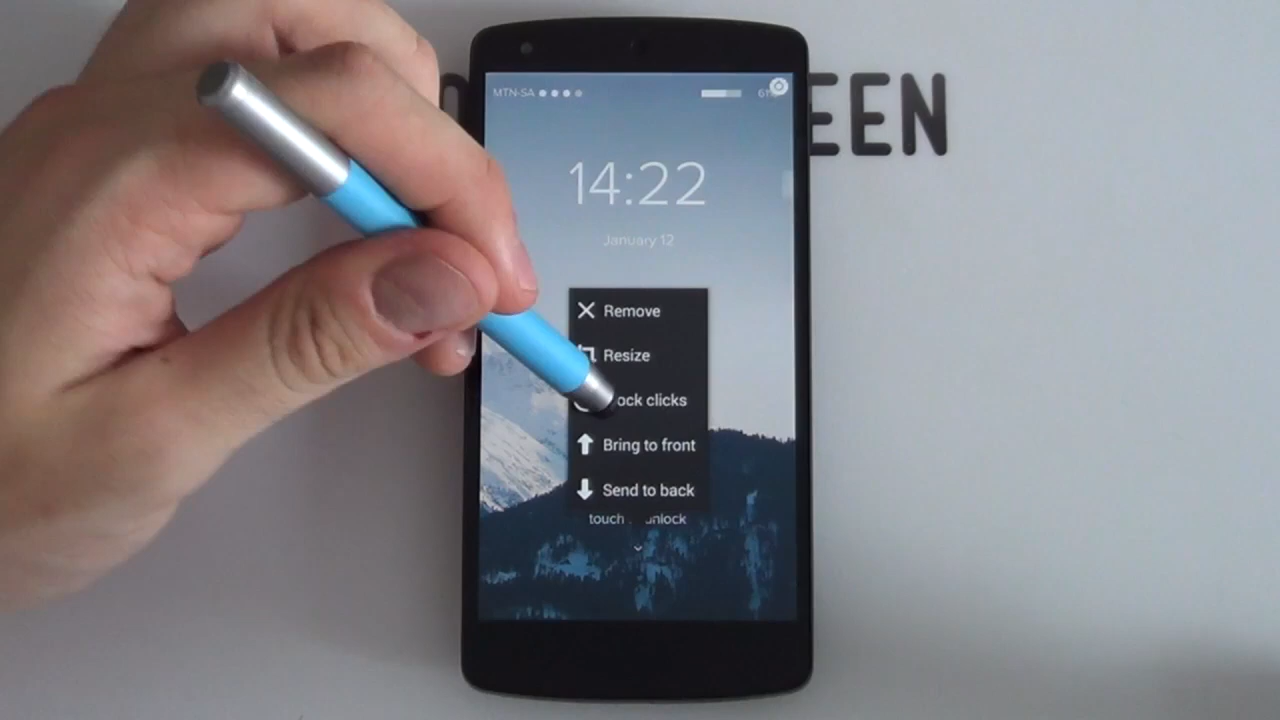 EEN
MTN-SA
14:22
January 12
Remove
Resize
ock clicks
Bring to front
Send to back
touch nlock